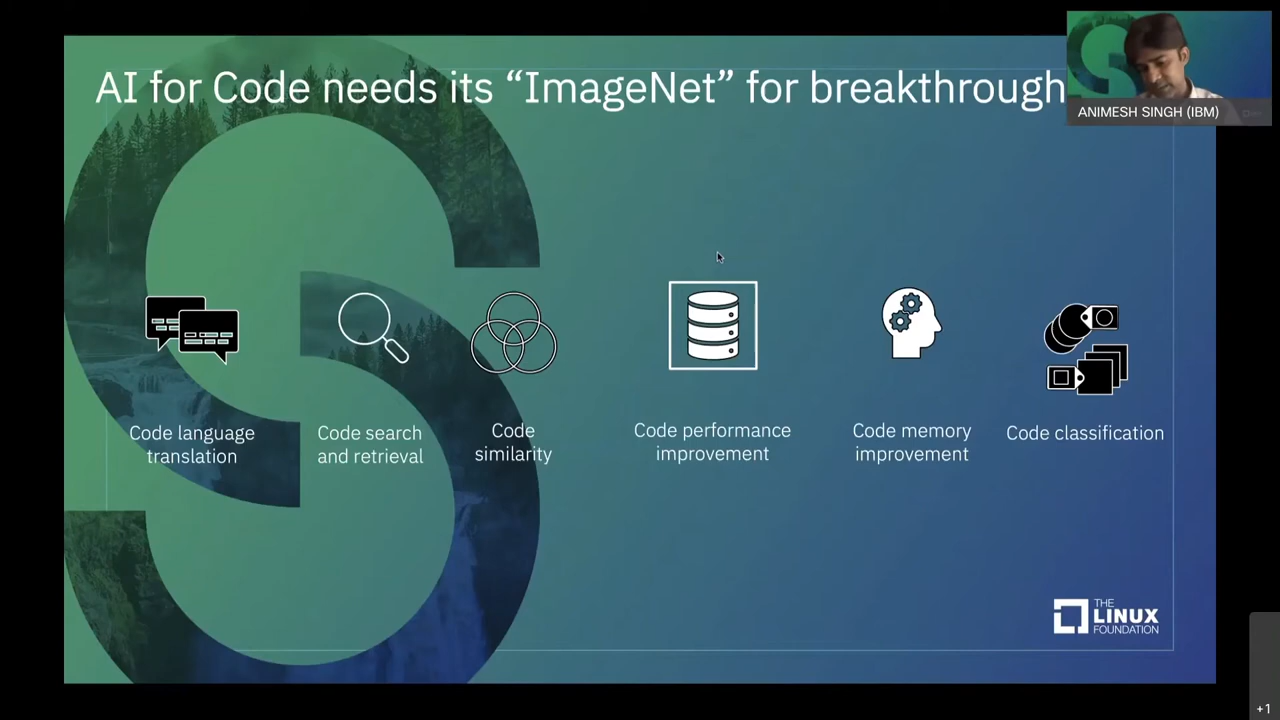 AI for Code needs its “ImageNet” for breakthrough
ANIMESH SINGH (IBM)
Code language
translation
Code search
and retrieval
Code
similarity
Code performance
improvement
Code memory
improvement
Code classification
THE
LINUX
FOUNDATION
+1